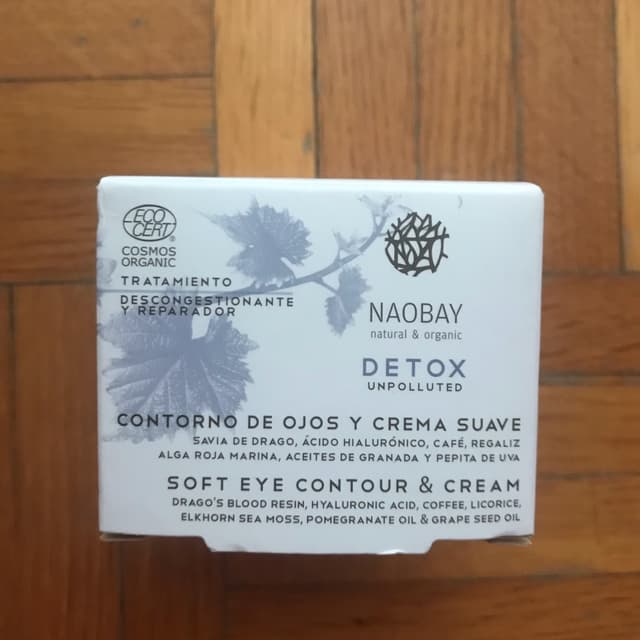 ECO
CERT®
COSMOS
ORGANIC
TRATAMIENTO
DESCONGESTIONANTE
Y REPARADOR
NAOBAY
natural & organic
DETOX
UNPOLLUTED
CONTORNO DE OJOS Y CREMA SUAVE
SAVIA DE DRAGO, ÁCIDO HIALURÓNICO, CAFÉ, REGALIZ
ALGA ROJA MARINA, ACEITES DE GRANADA Y PEPITA DE UVA
SOFT EYE CONTOUR & CREAM
DRAGO'S BLOOD RESIN, HYALURONIC ACID, COFFEE, LICORICE,
ELKHORN SEA MOSS, POMEGRANATE OIL & GRAPE SEED OIL